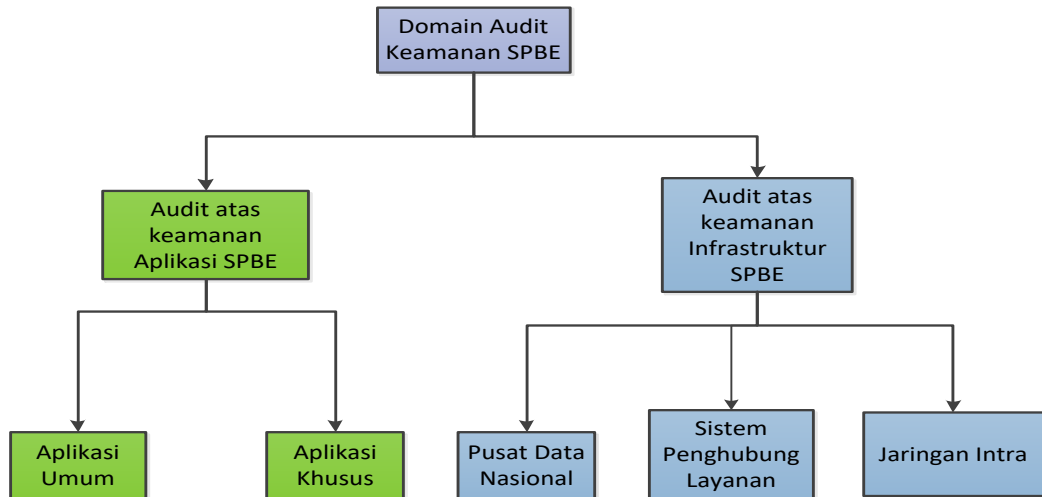 Domain Audit
Keamanan SPBE
Audit atas
keamanan
Aplikasi SPBE
Audit atas
keamanan
Infrastruktur
SPBE
Aplikasi
Umum
Aplikasi
Khusus
Pusat Data
Nasional
Sistem
Penghubung
Layanan
Jaringan Intra